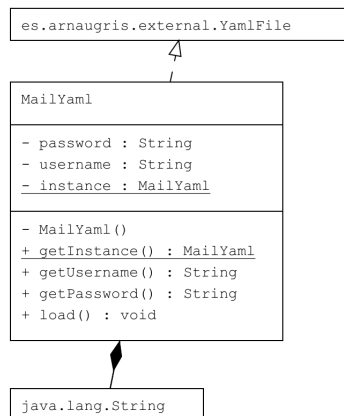 es.arnaugris.external.YamlFile
MailYaml
- password : String
- username : String
- instance : MailYaml
- MailYaml()
+ getInstance() : MailYaml
+ getUsername() : String
+ getPassword() : String
+ load() : void
java.lang.String